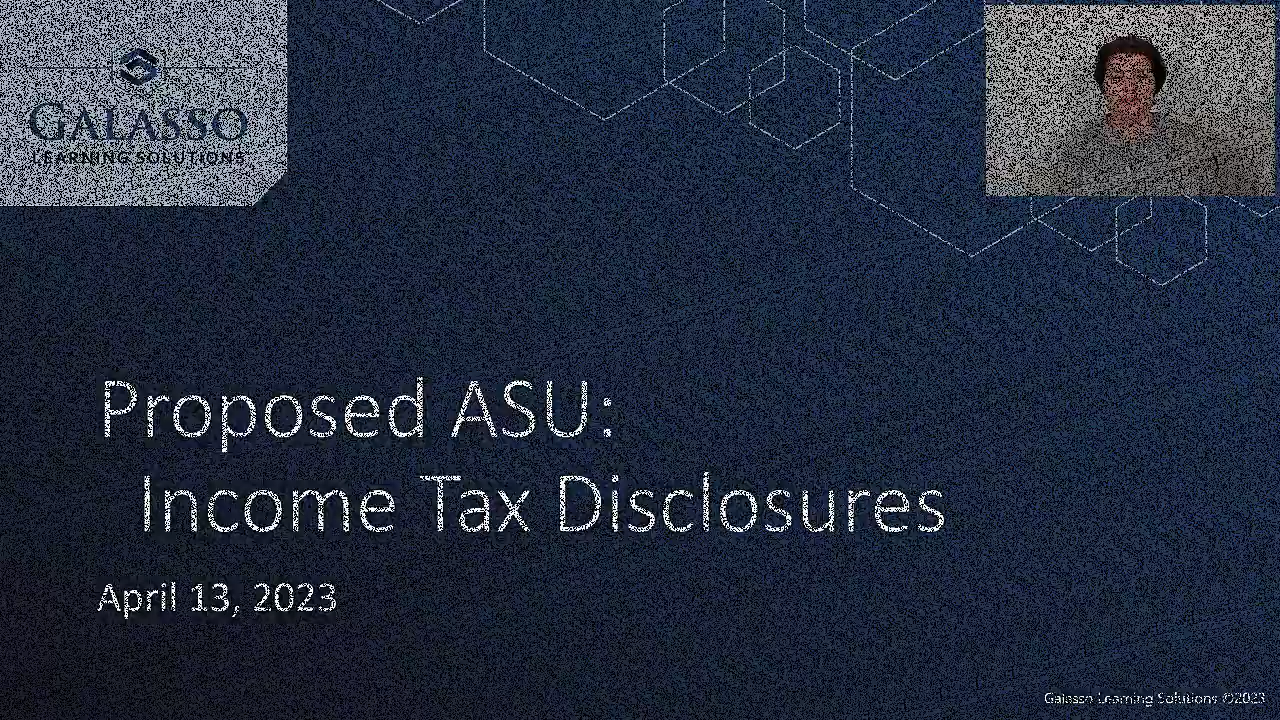 GALASSO
LEARNING SOLUTIONS
Proposed ASU:
Income Tax Disclosures
April 13, 2023
Galasso Learning Solutions ©2023